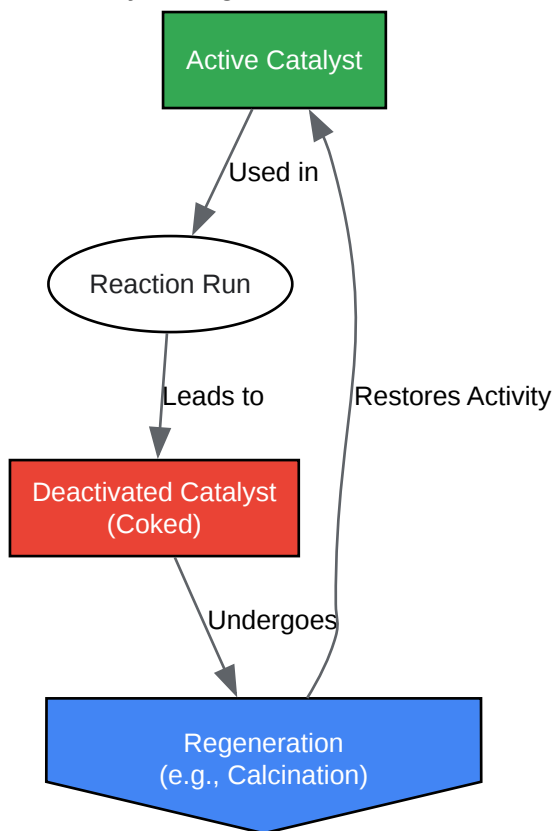 Active Catalyst
Used in
Reaction Run
Leads to
Restores Activity
Deactivated Catalyst
(Coked)
Undergoes
Regeneration
(e.g., Calcination)